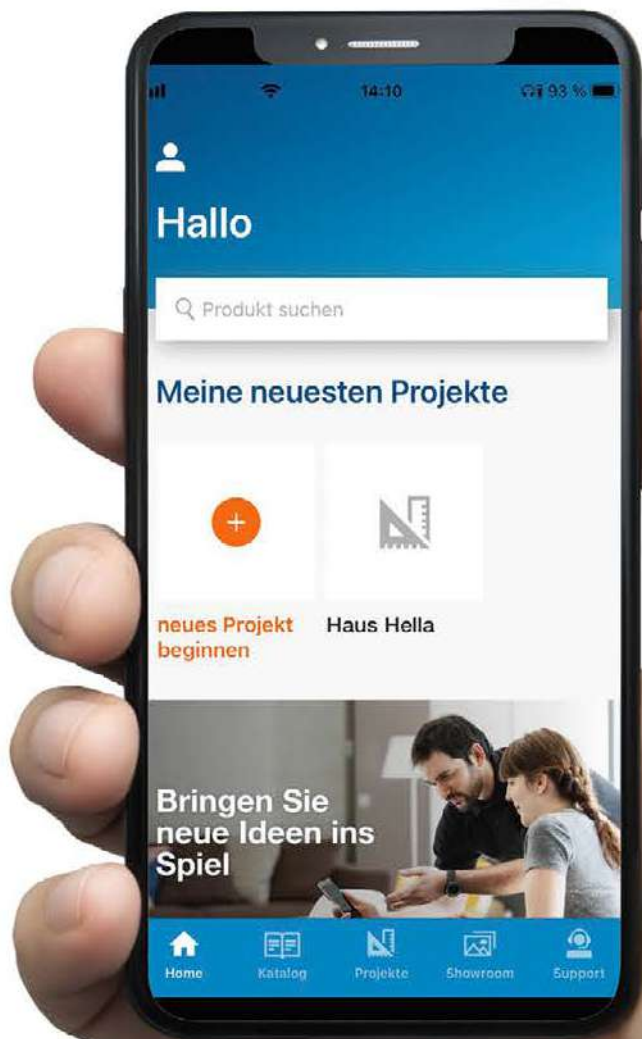 14:10
93 %
Hallo
Produkt suchen
Meine neuesten Projekte
neues Projekt
beginnen
Haus Hella
Bringen Sie
neue Ideen ins
Spiel
Home
Katalog
Projekte
Showroom
Support